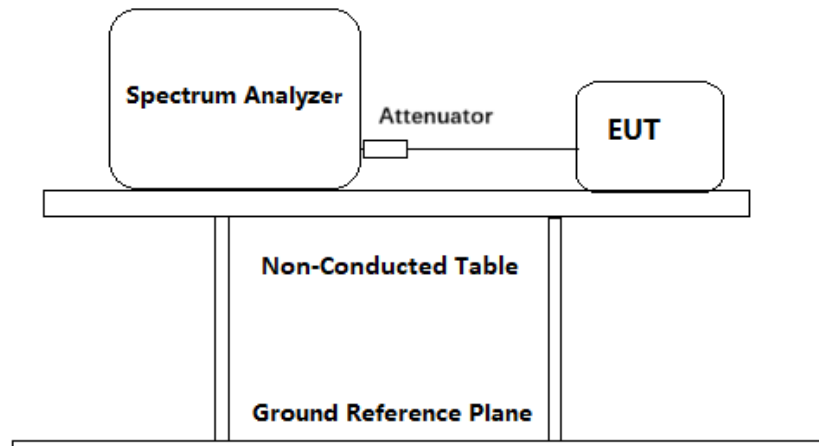 Spectrum Analyzer
Attenuator
EUT
Non-Conducted Table
Ground Reference Plane